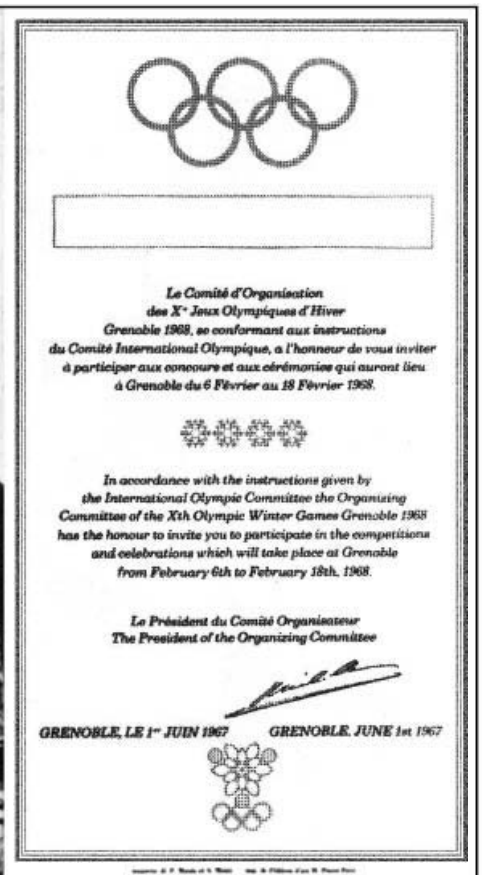 Le Comité d'Organisation
des Xes Jeux Olympiques d'Hiver
Grenoble 1968, se conformant aux instructions
du Comité International Olympique, a l'honneur de vous inviter
à participer aux concours et aux cérémonies qui auront lieu
à Grenoble du 6 Février au 18 Février 1968.
In accordance with the instructions given by
the International Olympic Committee the Organizing
Committee of the Xth Olympic Winter Games Grenoble 1968
has the honour to invite you to participate in the competitions
and celebrations which will take place at Grenoble
from February 6th to February 18th, 1968.
Le Président du Comité Organisateur
The President of the Organizing Committee
GRENOBLE, LE 1er JUIN 1967 GRENOBLE, JUNE 1st 1967